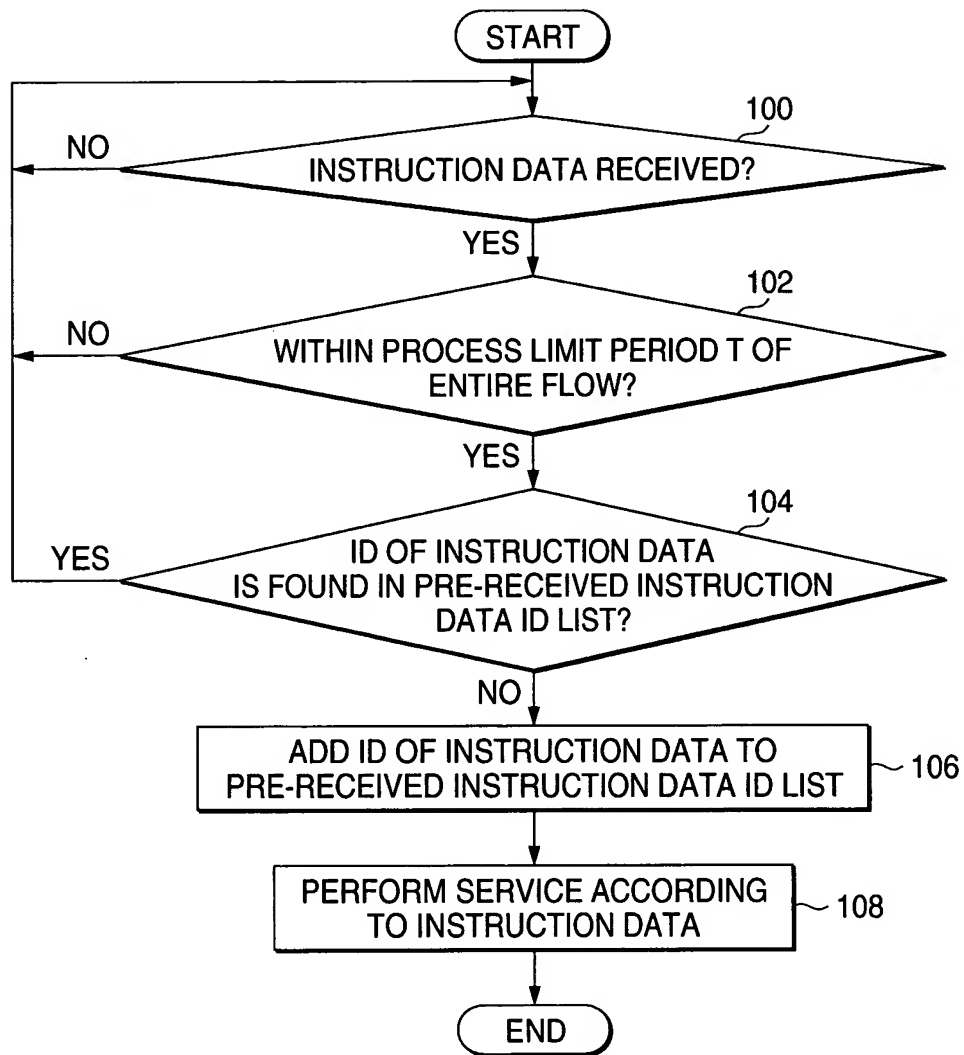 START
100
NO
INSTRUCTION DATA RECEIVED?
YES
102
NO
WITHIN PROCESS LIMIT PERIOD T OF
ENTIRE FLOW?
YES
104
YES
ID OF INSTRUCTION DATA
IS FOUND IN PRE-RECEIVED INSTRUCTION
DATA ID LIST?
NO
ADD ID OF INSTRUCTION DATA TO
PRE-RECEIVED INSTRUCTION DATA ID LIST
106
PERFORM SERVICE ACCORDING
TO INSTRUCTION DATA
108
END